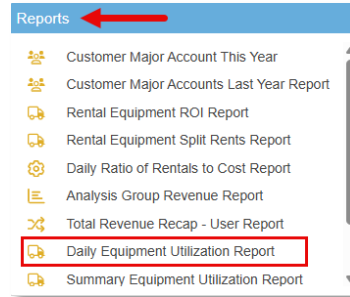 Reports
Customer Major Account This Year
Customer Major Accounts Last Year Report
Rental Equipment ROI Report
Rental Equipment Split Rents Report
Daily Ratio of Rentals to Cost Report
Analysis Group Revenue Report
Total Revenue Recap - User Report
Daily Equipment Utilization Report
Summary Equipment Utilization Report